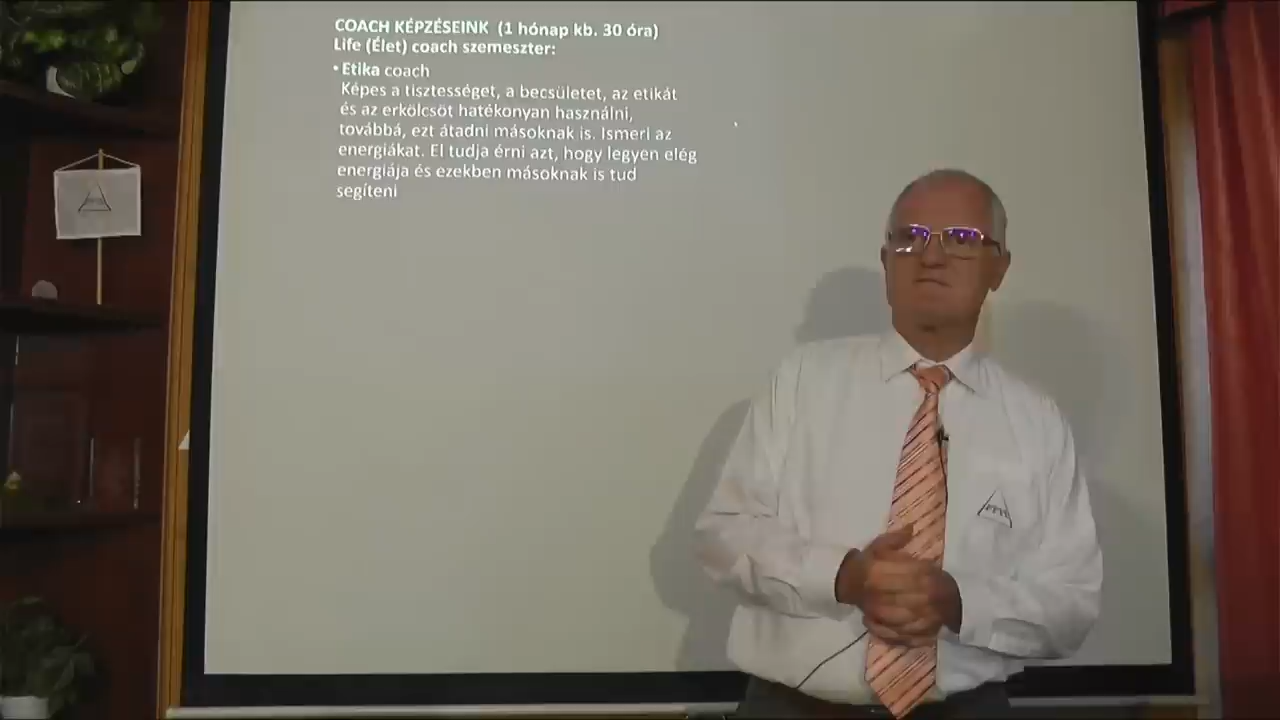 COACH KÉPZÉSEINK (1 hónap kb. 30 óra)
Life (Élet) coach szemeszter:
• Etika coach
Képes a tisztességet, a becsületet, az etikát
és az erkölcsöt hatékonyan használni,
továbbá, ezt átadni másoknak is. Ismeri az
energiákat. El tudja érni azt, hogy legyen elég
energiája és ezekben másoknak is tud
segíteni